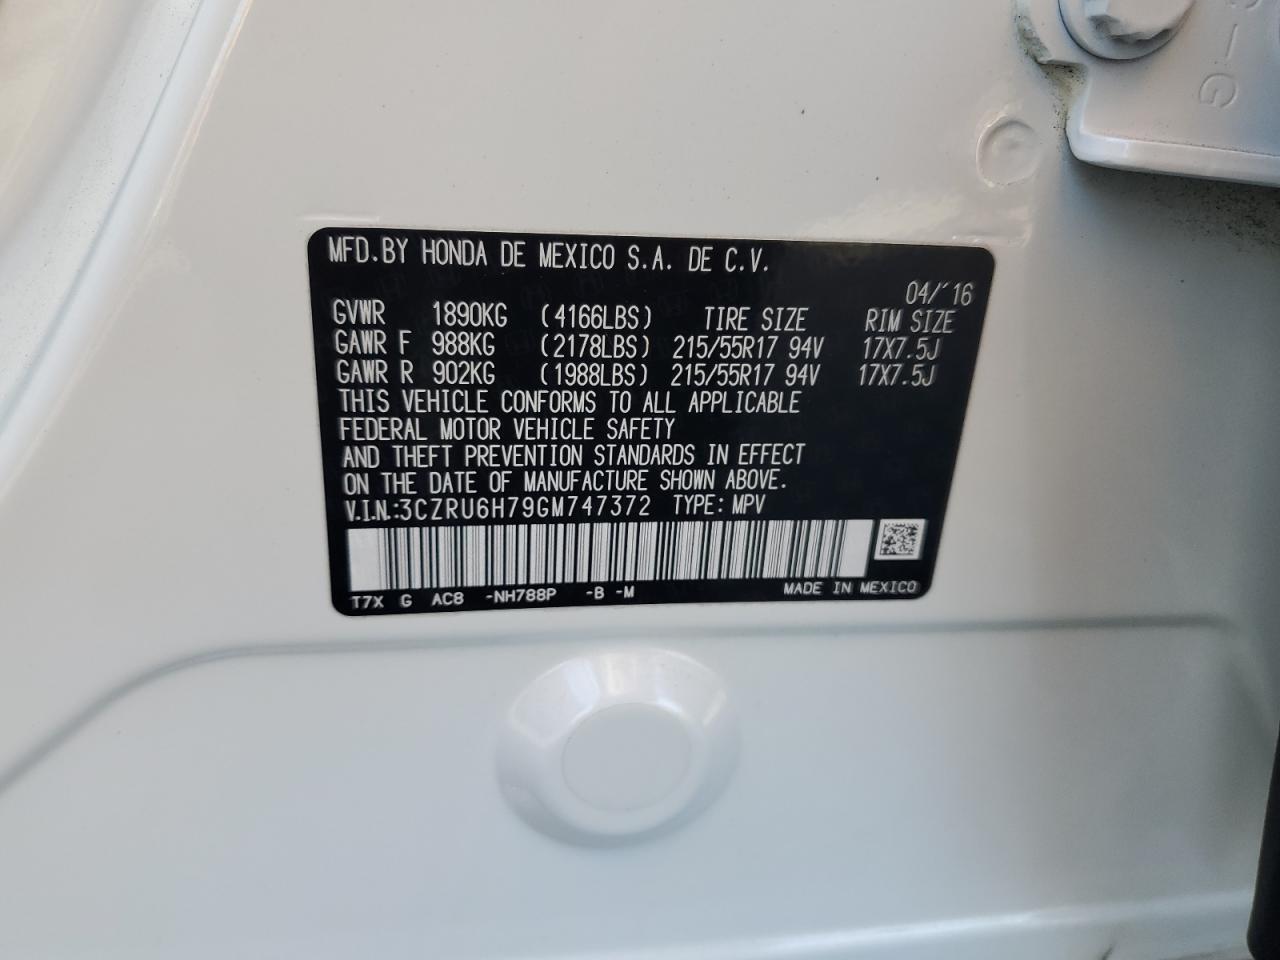 MFD.BY HONDA DE MEXICO S.A. DE C.V.
04/'16
GVWR 1890KG (4166LBS) TIRE SIZE RIM SIZE
GAWR F 988KG (2178LBS) 215/55R17 94V 17X7.5J
GAWR R 902KG (1988LBS) 215/55R17 94V 17X7.5J
THIS VEHICLE CONFORMS TO ALL APPLICABLE
FEDERAL MOTOR VEHICLE SAFETY
AND THEFT PREVENTION STANDARDS IN EFFECT
ON THE DATE OF MANUFACTURE SHOWN ABOVE.
V.I.N.:3CZRU6H79GM747372 TYPE: MPV
T7X G AC8 -NH788P -B -M MADE IN MEXICO